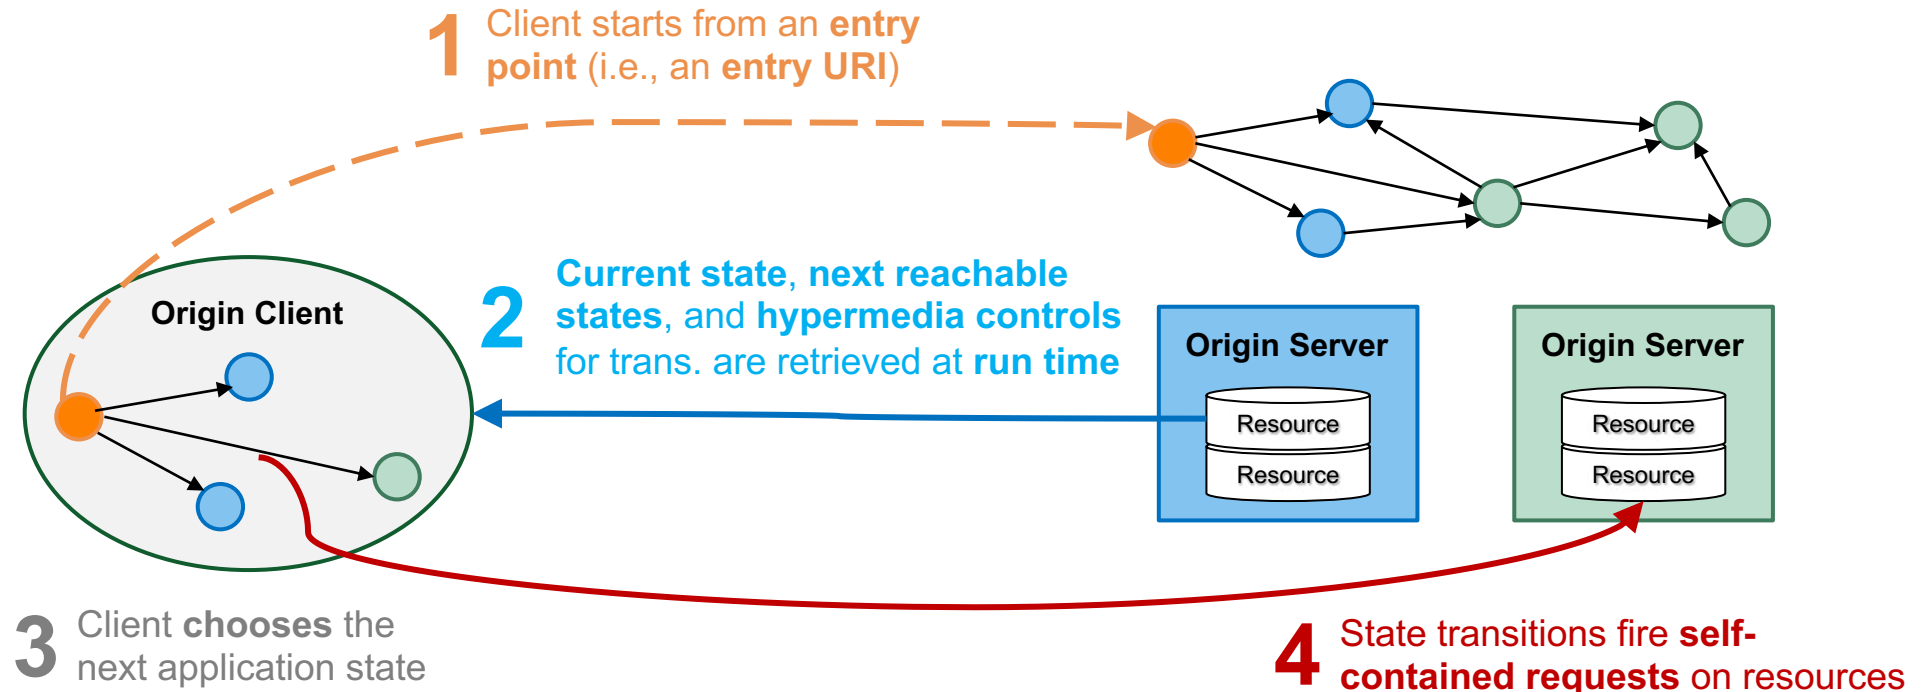 1
Client starts from an entry
point (i.e., an entry URI)
Origin Client
2
Current state, next reachable
states, and hypermedia controls
for trans. are retrieved at run time
Origin Server
Resource
Resource
Origin Server
Resource
Resource
3
Client chooses the
next application state
4
State transitions fire self-
contained requests on resources